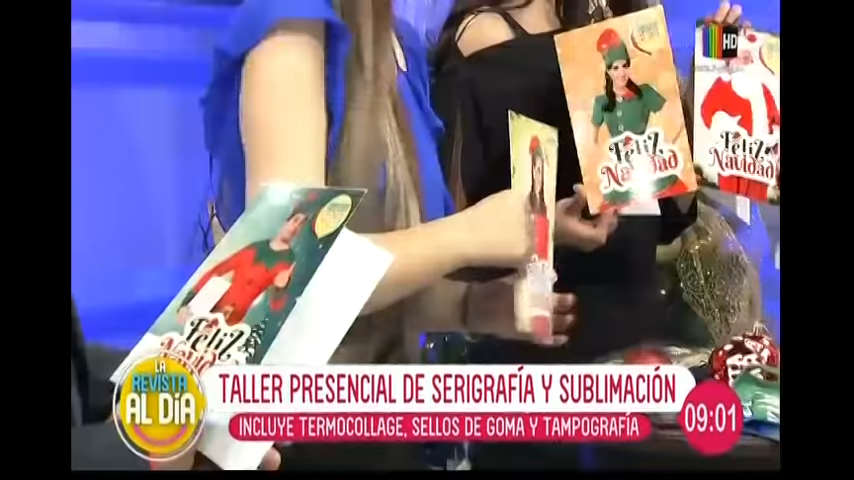 HD
Feliz
Navidad
Feliz
Navidad
Feliz
Navidad
LA
REVISTA
AL DÍA
TALLER PRESENCIAL DE SERIGRAFÍA Y SUBLIMACIÓN
INCLUYE TERMOCOLLAGE, SELLOS DE GOMA Y TAMPOGRAFÍA
09:01